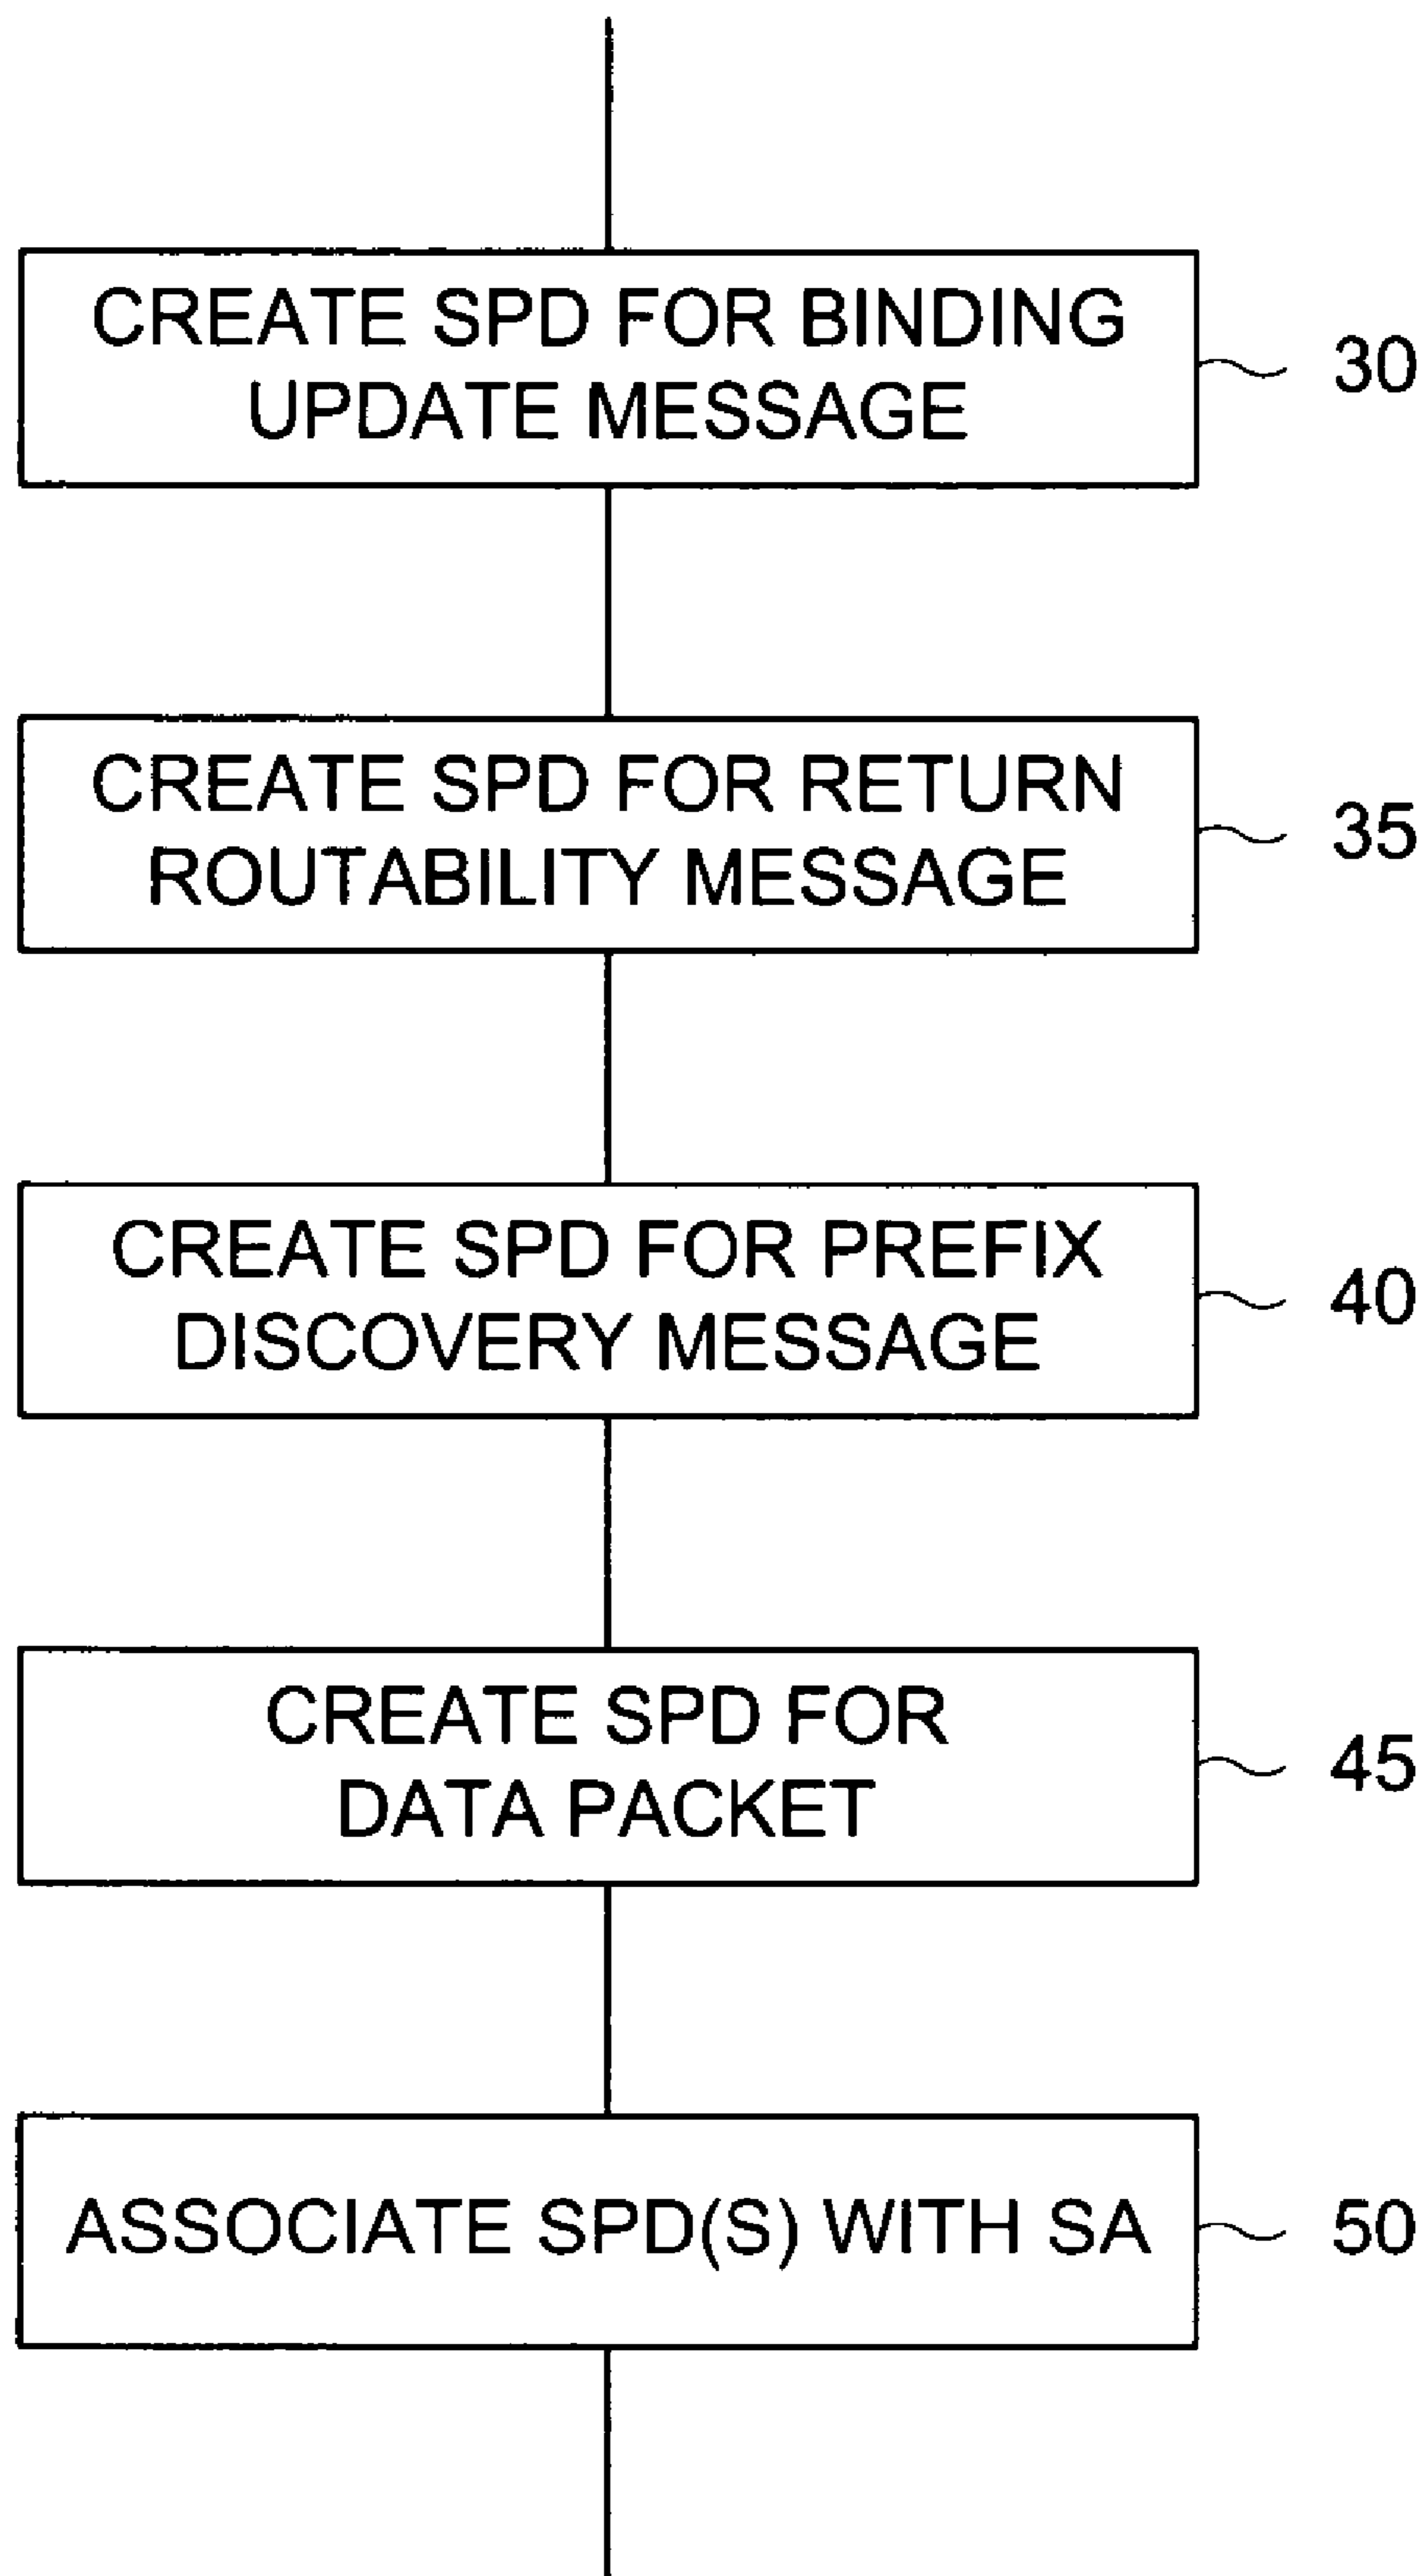 CREATE SPD FOR BINDING
UPDATE MESSAGE
30
CREATE SPD FOR RETURN
ROUTABILITY MESSAGE
35
CREATE SPD FOR PREFIX
DISCOVERY MESSAGE
40
CREATE SPD FOR
DATA PACKET
45
ASSOCIATE SPD(S) WITH SA
50